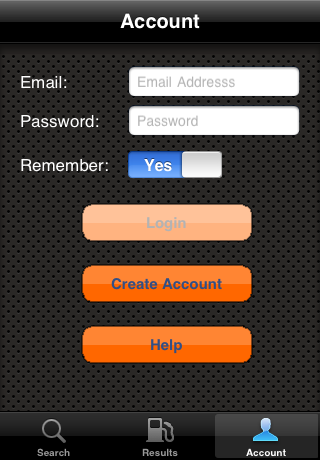 Account
Email: Email Addresss
Password: Password
Remember: Yes
Login
Create Account
Help
Search Results Account